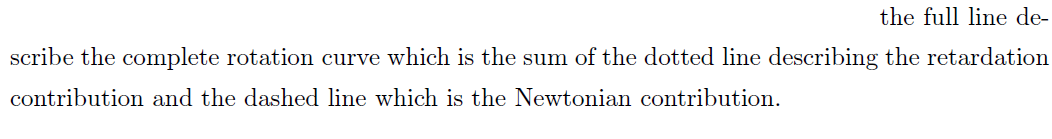 the full line de-
scribe the complete rotation curve which is the sum of the dotted line describing the retardation
contribution and the dashed line which is the Newtonian contribution.